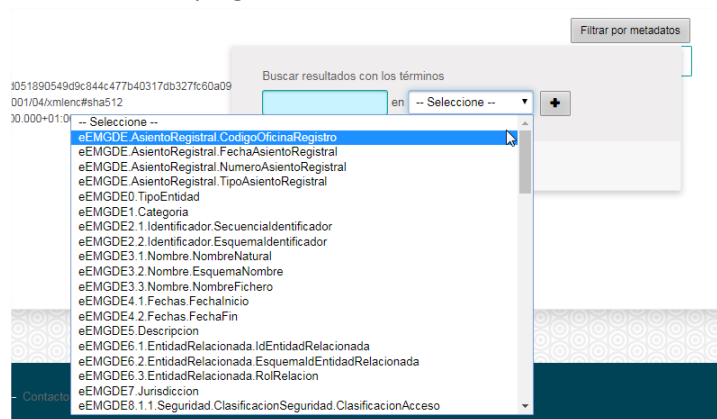 Filtrar por metadatos
Buscar resultados con los términos
d051890549d9c844c477b40317db327fc60a09
en -- Seleccione --
001/04/xmlenc#sha512
00.000+01:00
-- Seleccione --
eEMGDE.AsientoRegistral.CodigoOficinaRegistro
eEMGDE.AsientoRegistral.FechaAsientoRegistral
eEMGDE.AsientoRegistral.NumeroAsientoRegistral
eEMGDE.AsientoRegistral.TipoAsientoRegistral
eEMGDE0.TipoEntidad
eEMGDE1.Categoria
eEMGDE2.1.Identificador.SecuenciaIdentificador
eEMGDE2.2.Identificador.EsquemaIdentificador
eEMGDE3.1.Nombre.NombreNatural
eEMGDE3.2.Nombre.EsquemaNombre
eEMGDE3.3.Nombre.NombreFichero
eEMGDE4.1.Fechas.FechaInicio
eEMGDE4.2.Fechas.FechaFin
eEMGDE5.Descripcion
eEMGDE6.1.EntidadRelacionada.IdEntidadRelacionada
eEMGDE6.2.EntidadRelacionada.EsquemaIdEntidadRelacionada
eEMGDE6.3.EntidadRelacionada.RolRelacion
eEMGDE7.Jurisdiccion
- Contacto
eEMGDE8.1.1.Seguridad.ClasificacionSeguridad.ClasificacionAcceso